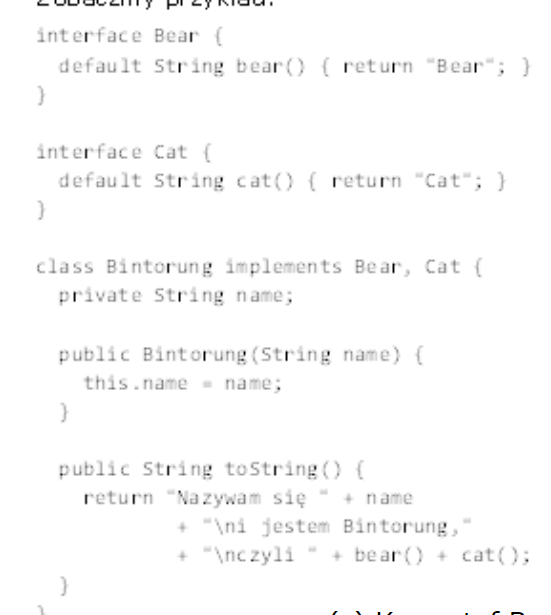 Zobaczmy przykład:
interface Bear {
  default String bear() { return "Bear"; }
}

interface Cat {
  default String cat() { return "Cat"; }
}

class Bintorung implements Bear, Cat {
  private String name;

  public Bintorung(String name) {
    this.name = name;
  }

  public String toString() {
    return "Nazywam się " + name
            + "\ni jestem Bintorung,"
            + "\nczyli " + bear() + cat();
  }
}